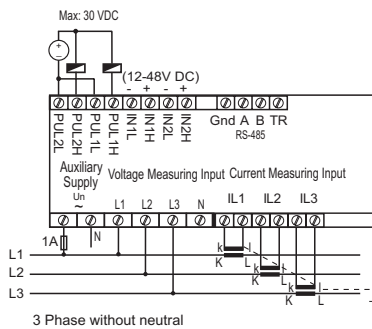 Max: 30 VDC
+
-
(12-48V DC)
- + - +
PUL2L PUL2H PUL1L PUL1H IN1L IN1H IN2L IN2H
Gnd A B TR
RS-485
Auxiliary
Supply
Voltage Measuring Input
Current Measuring Input
Un
~
L1 L2 L3 N
IL1 IL2 IL3
1A
N
k l
K L
k l
K L
k l
K L
L1
L2
L3
3 Phase without neutral